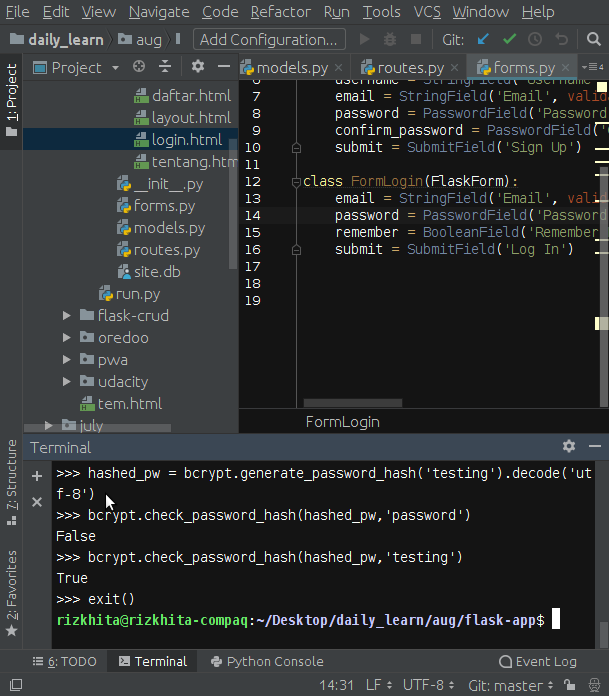 File Edit View Navigate Code Refactor Run Tools VCS Window Help
daily_learn aug Add Configuration... Git:
1: Project
Project
models.py routes.py forms.py 4
daftar.html
layout.html
login.html
tentang.htm
__init__.py
forms.py
models.py
routes.py
site.db
run.py
flask-crud
oredoo
pwa
udacity
tem.html
july
7 email = StringField('Email', valid
8 password = PasswordField('Password
9 confirm_password = PasswordField('
10 submit = SubmitField('Sign Up')
11
12 class FormLogin(FlaskForm):
13 email = StringField('Email', valid
14 password = PasswordField('Password
15 remember = BooleanField('Remember
16 submit = SubmitField('Log In')
17
18
19
FormLogin
7: Structure
2: Favorites
Terminal
>>> hashed_pw = bcrypt.generate_password_hash('testing').decode('ut
f-8')
>>> bcrypt.check_password_hash(hashed_pw,'password')
False
>>> bcrypt.check_password_hash(hashed_pw,'testing')
True
>>> exit()
rizkhita@rizkhita-compaq:~/Desktop/daily_learn/aug/flask-app$
6: TODO Terminal Python Console Event Log
14:31 LF UTF-8 Git: master